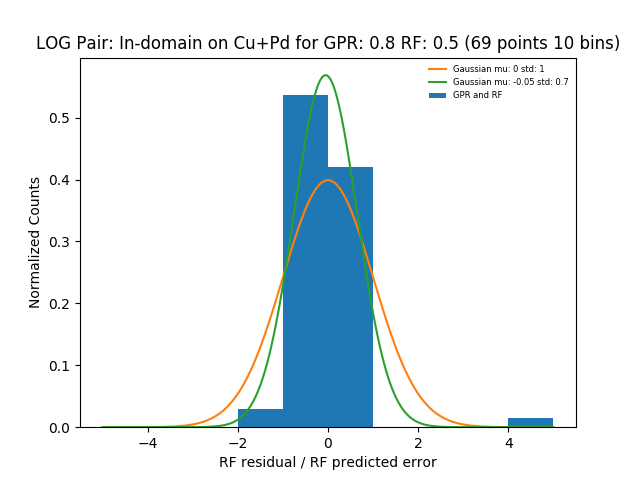 LOG Pair: In-domain on Cu+Pd for GPR: 0.8 RF: 0.5 (69 points 10 bins)
Gaussian mu: 0 std: 1
Gaussian mu: -0.05 std: 0.7
GPR and RF
Normalized Counts
0.5
0.4
0.3
0.2
0.1
0.0
−4 −2 0 2 4
RF residual / RF predicted error